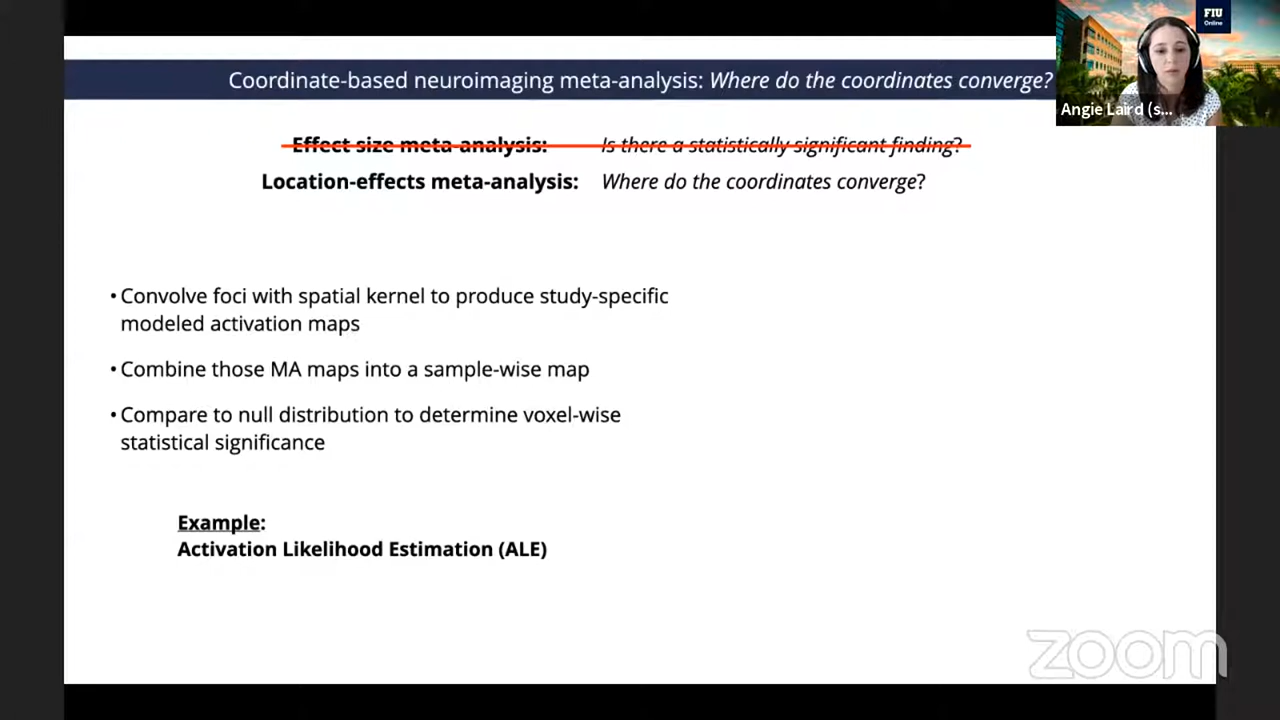 Coordinate-based neuroimaging meta-analysis: Where do the coordinates converge?
FIU
Online
Angie Laird (s...
Effect size meta-analysis: Is there a statistically significant finding?
Location-effects meta-analysis: Where do the coordinates converge?
• Convolve foci with spatial kernel to produce study-specific
modeled activation maps
• Combine those MA maps into a sample-wise map
• Compare to null distribution to determine voxel-wise
statistical significance
Example:
Activation Likelihood Estimation (ALE)
zoom